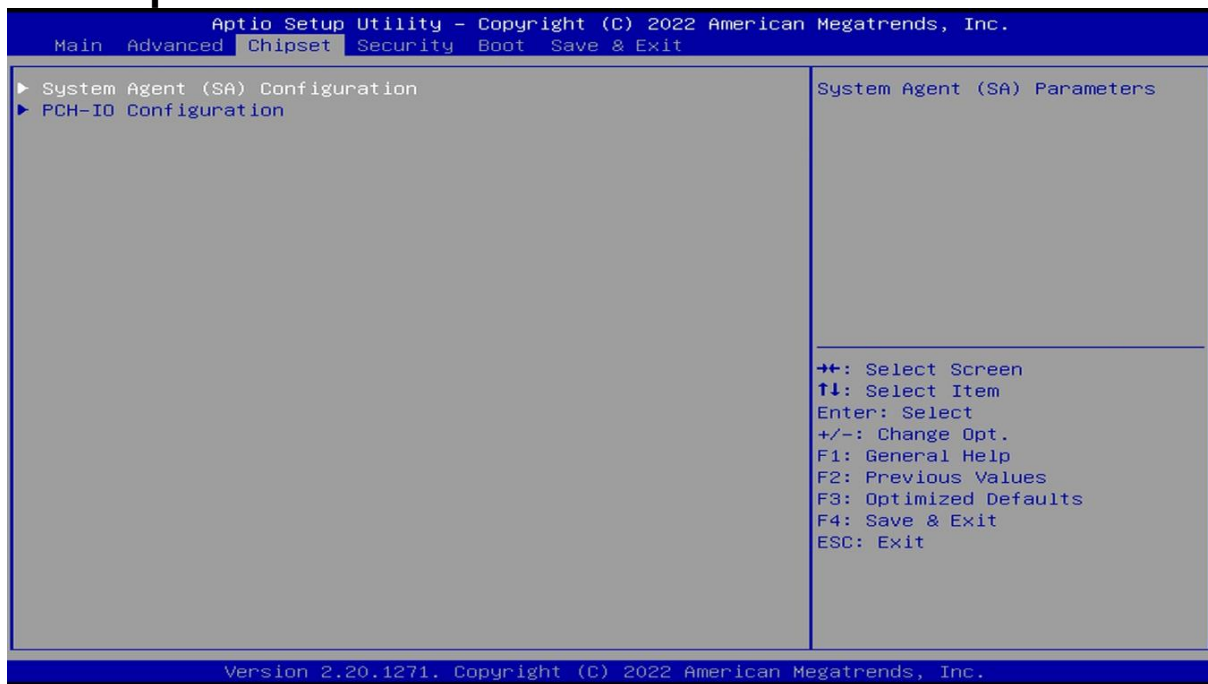 Aptio Setup Utility – Copyright (C) 2022 American Megatrends, Inc.
Main Advanced Chipset Security Boot Save & Exit
► System Agent (SA) Configuration
► PCH-IO Configuration
System Agent (SA) Parameters
→←: Select Screen
↑↓: Select Item
Enter: Select
+/-: Change Opt.
F1: General Help
F2: Previous Values
F3: Optimized Defaults
F4: Save & Exit
ESC: Exit
Version 2.20.1271. Copyright (C) 2022 American Megatrends, Inc.